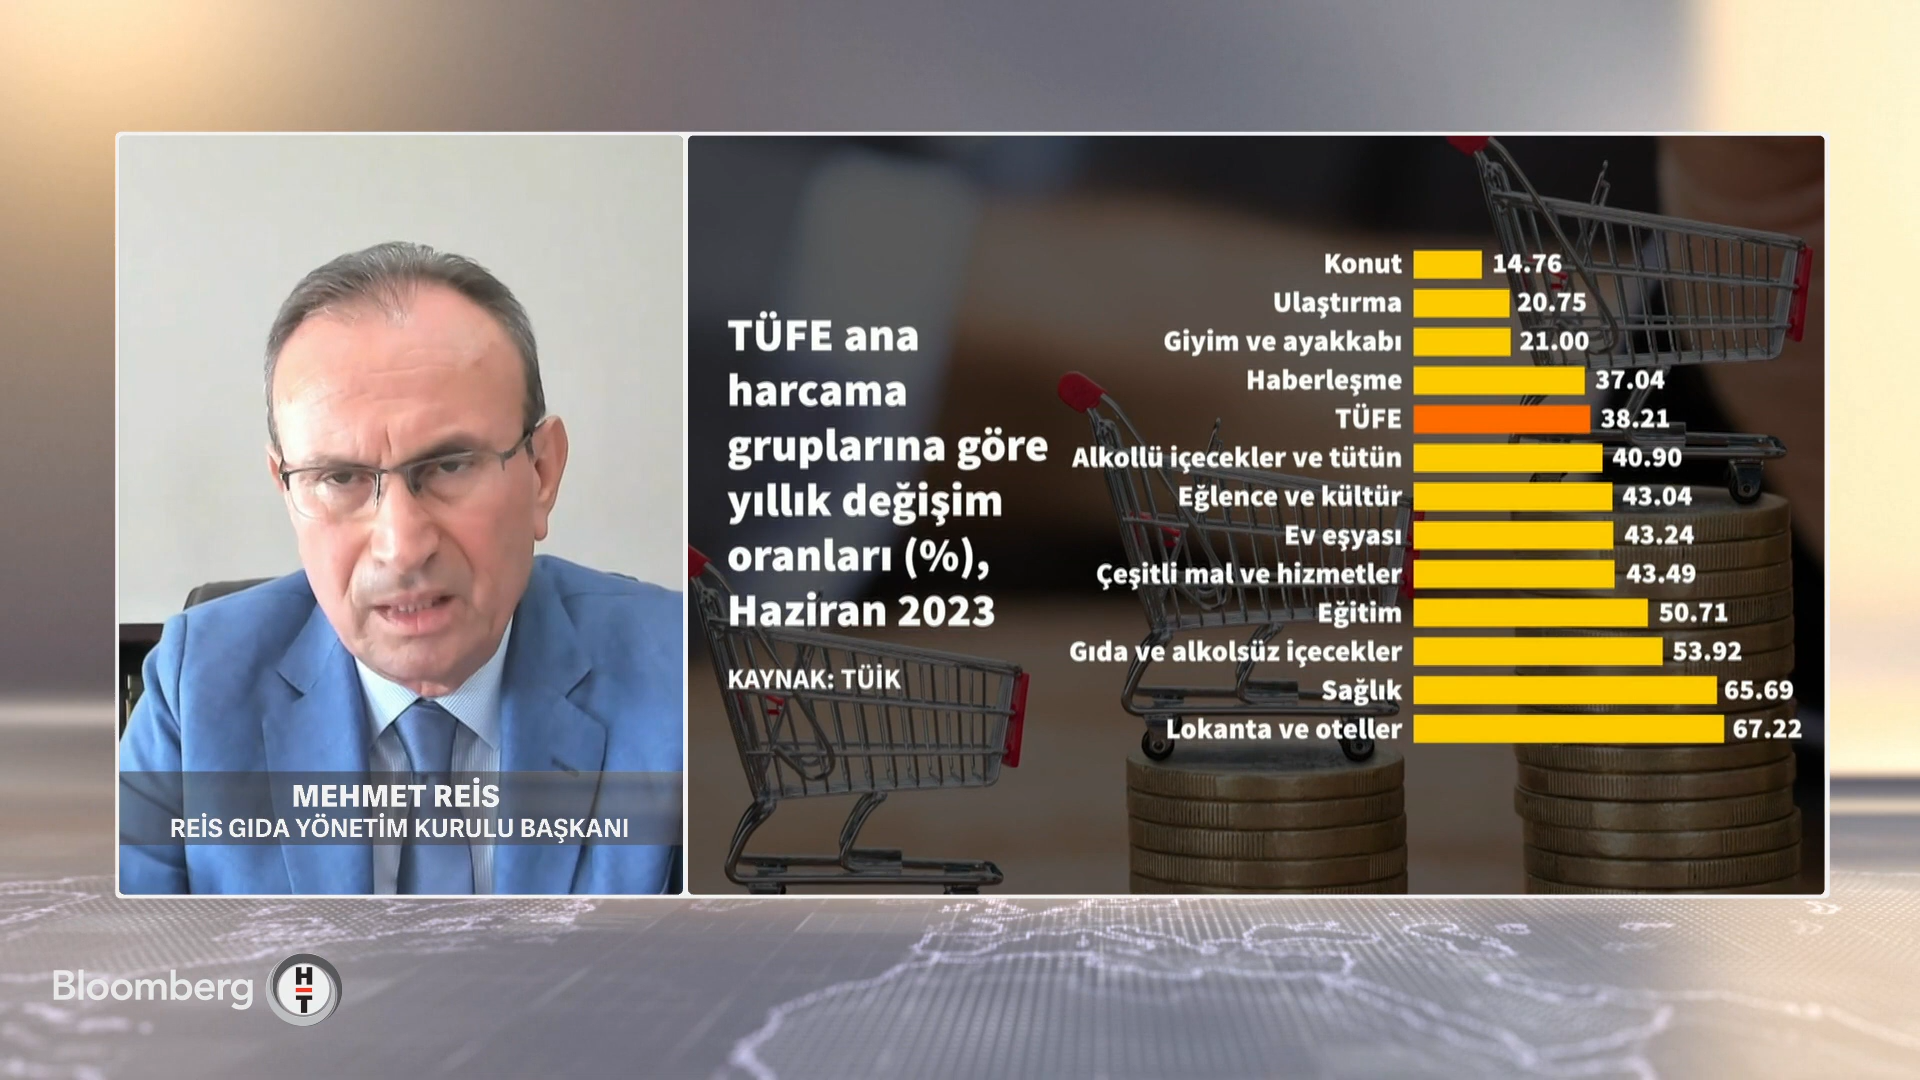 TÜFE ana
harcama
gruplarına göre
yıllık değişim
oranları (%),
Haziran 2023
KAYNAK: TÜİK
Konut 14.76
Ulaştırma 20.75
Giyim ve ayakkabı 21.00
Haberleşme 37.04
TÜFE 38.21
Alkollü içecekler ve tütün 40.90
Eğlence ve kültür 43.04
Ev eşyası 43.24
Çeşitli mal ve hizmetler 43.49
Eğitim 50.71
Gıda ve alkolsüz içecekler 53.92
Sağlık 65.69
Lokanta ve oteller 67.22
MEHMET REİS
REİS GIDA YÖNETİM KURULU BAŞKANI
Bloomberg HT